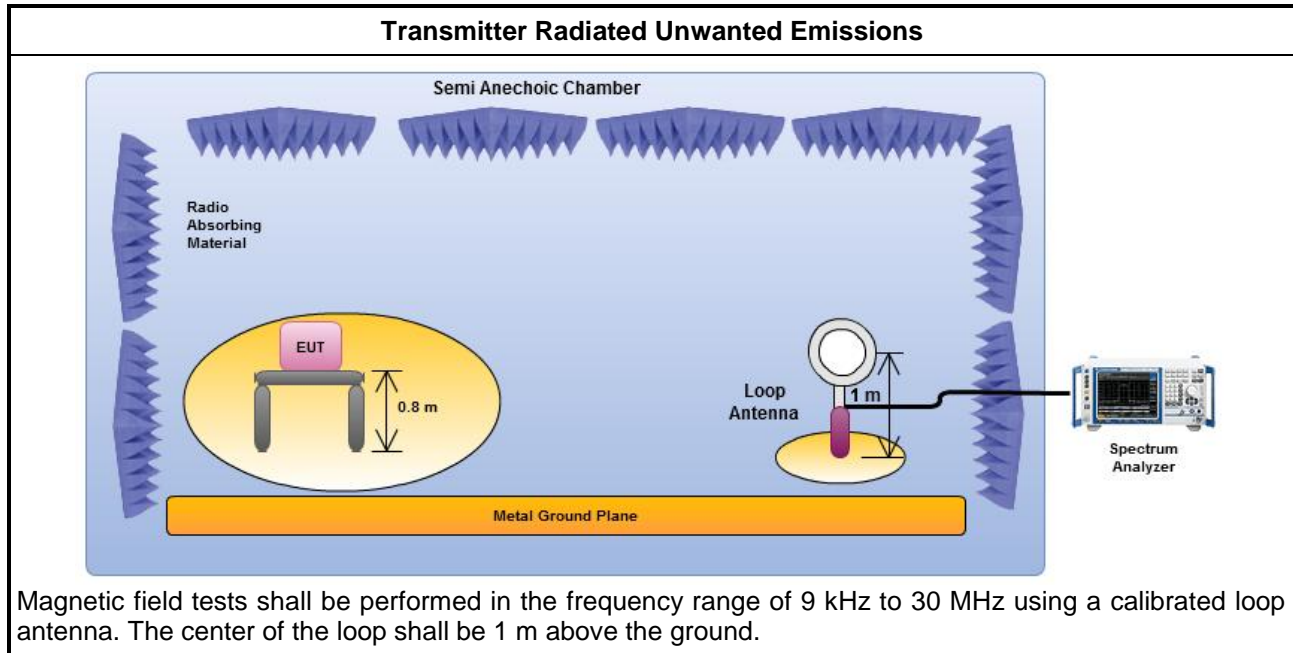 Transmitter Radiated Unwanted Emissions
Semi Anechoic Chamber
Radio
Absorbing
Material
EUT
0.8 m
Loop
Antenna
1 m
Spectrum
Analyzer
Metal Ground Plane
Magnetic field tests shall be performed in the frequency range of 9 kHz to 30 MHz using a calibrated loop
antenna. The center of the loop shall be 1 m above the ground.